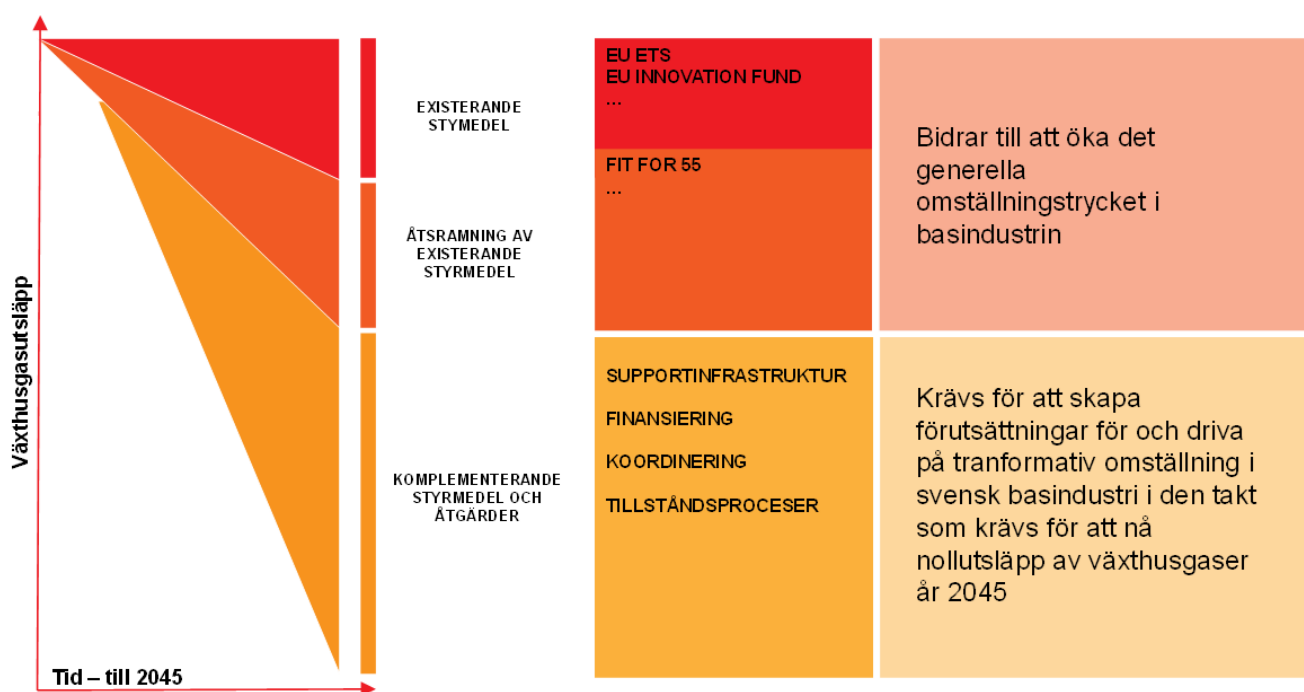 Växthusgasutsläpp
Tid – till 2045
EXISTERANDE
STYMEDEL
ÅTSRAMNING AV
EXISTERANDE
STYRMEDEL
KOMPLEMENTERANDE
STYRMEDEL OCH
ÅTGÄRDER
EU ETS
EU INNOVATION FUND
...
FIT FOR 55
...
SUPPORTINFRASTRUKTUR
FINANSIERING
KOORDINERING
TILLSTÅNDSPROCESER
Bidrar till att öka det
generella
omställningstrycket i
basindustrin
Krävs för att skapa
förutsättningar för och driva
på tranformativ omställning i
svensk basindustri i den takt
som krävs för att nå
nollutsläpp av växthusgaser
år 2045